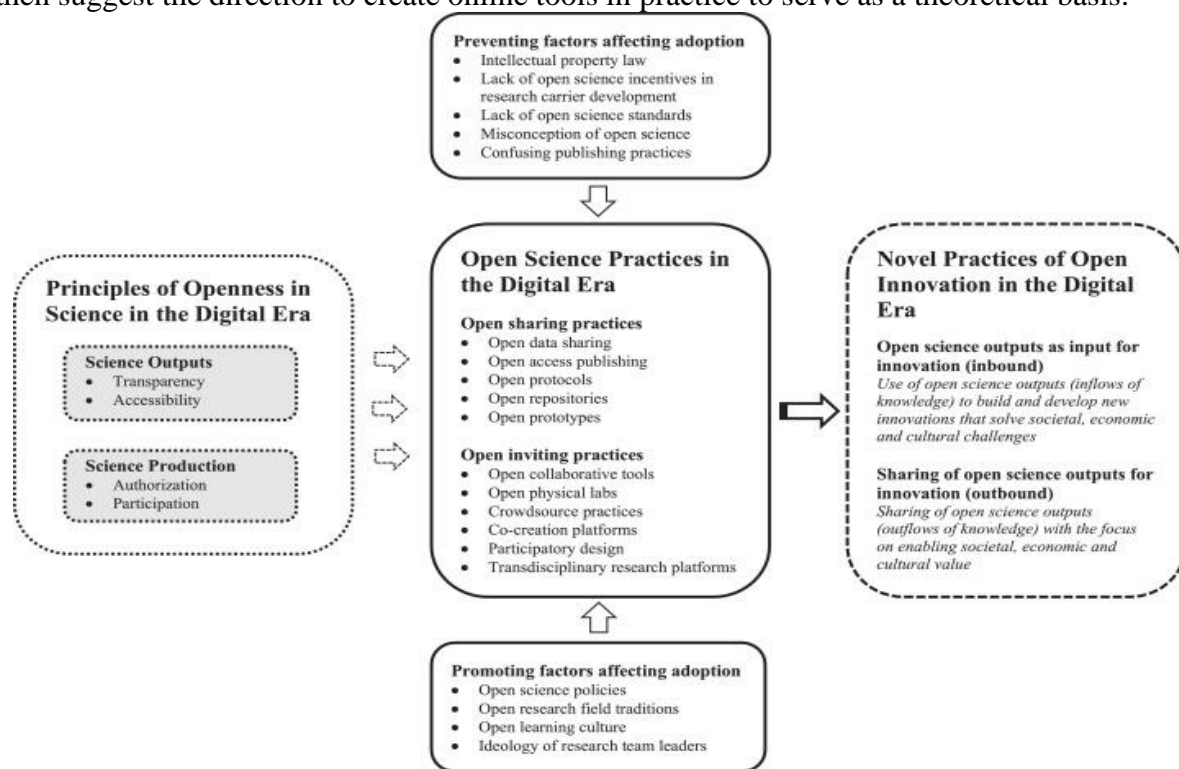 then suggest the direction to create online tools in practice to serve as a theoretical basis.
Preventing factors affecting adoption
• Intellectual property law
• Lack of open science incentives in
research carrier development
• Lack of open science standards
• Misconception of open science
• Confusing publishing practices
Principles of Openness in
Science in the Digital Era
Science Outputs
• Transparency
• Accessibility
Science Production
• Authorization
• Participation
Open Science Practices in
the Digital Era
Open sharing practices
• Open data sharing
• Open access publishing
• Open protocols
• Open repositories
• Open prototypes
Open inviting practices
• Open collaborative tools
• Open physical labs
• Crowdsource practices
• Co-creation platforms
• Participatory design
• Transdisciplinary research platforms
Novel Practices of Open
Innovation in the Digital
Era
Open science outputs as input for
innovation (inbound)
Use of open science outputs (inflows of
knowledge) to build and develop new
innovations that solve societal, economic
and cultural challenges
Sharing of open science outputs for
innovation (outbound)
Sharing of open science outputs
(outflows of knowledge) with the focus
on enabling societal, economic and
cultural value
Promoting factors affecting adoption
• Open science policies
• Open research field traditions
• Open learning culture
• Ideology of research team leaders